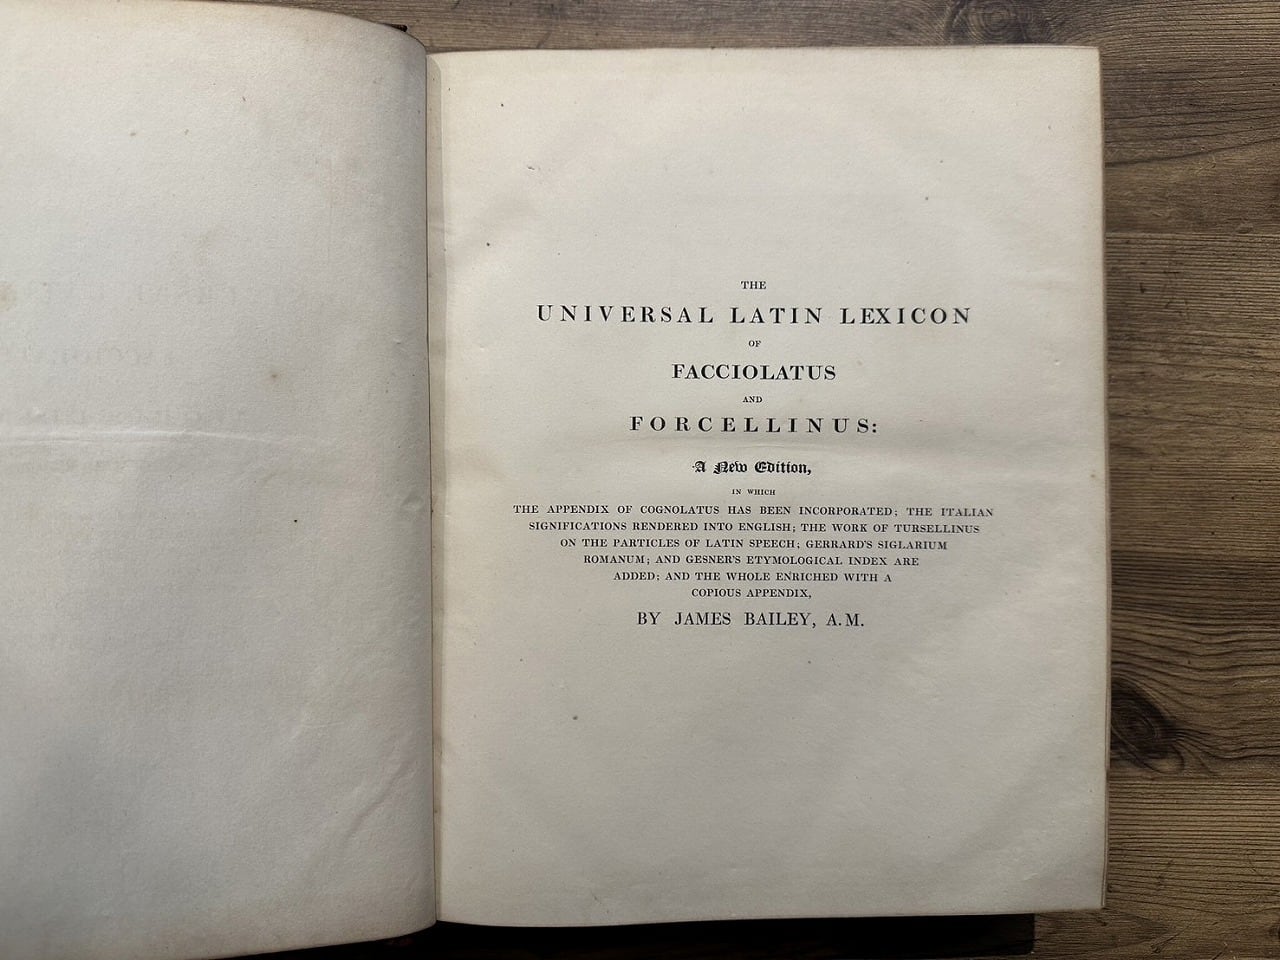 THE
UNIVERSAL LATIN LEXICON
OF
FACCIOLATUS
AND
FORCELLINUS:
A New Edition,
IN WHICH
THE APPENDIX OF COGNOLATUS HAS BEEN INCORPORATED; THE ITALIAN
SIGNIFICATIONS RENDERED INTO ENGLISH; THE WORK OF TURSELLINUS
ON THE PARTICLES OF LATIN SPEECH; GERRARD'S SIGLARIUM
ROMANUM; AND GESNER'S ETYMOLOGICAL INDEX ARE
ADDED; AND THE WHOLE ENRICHED WITH A
COPIOUS APPENDIX,
BY JAMES BAILEY, A.M.